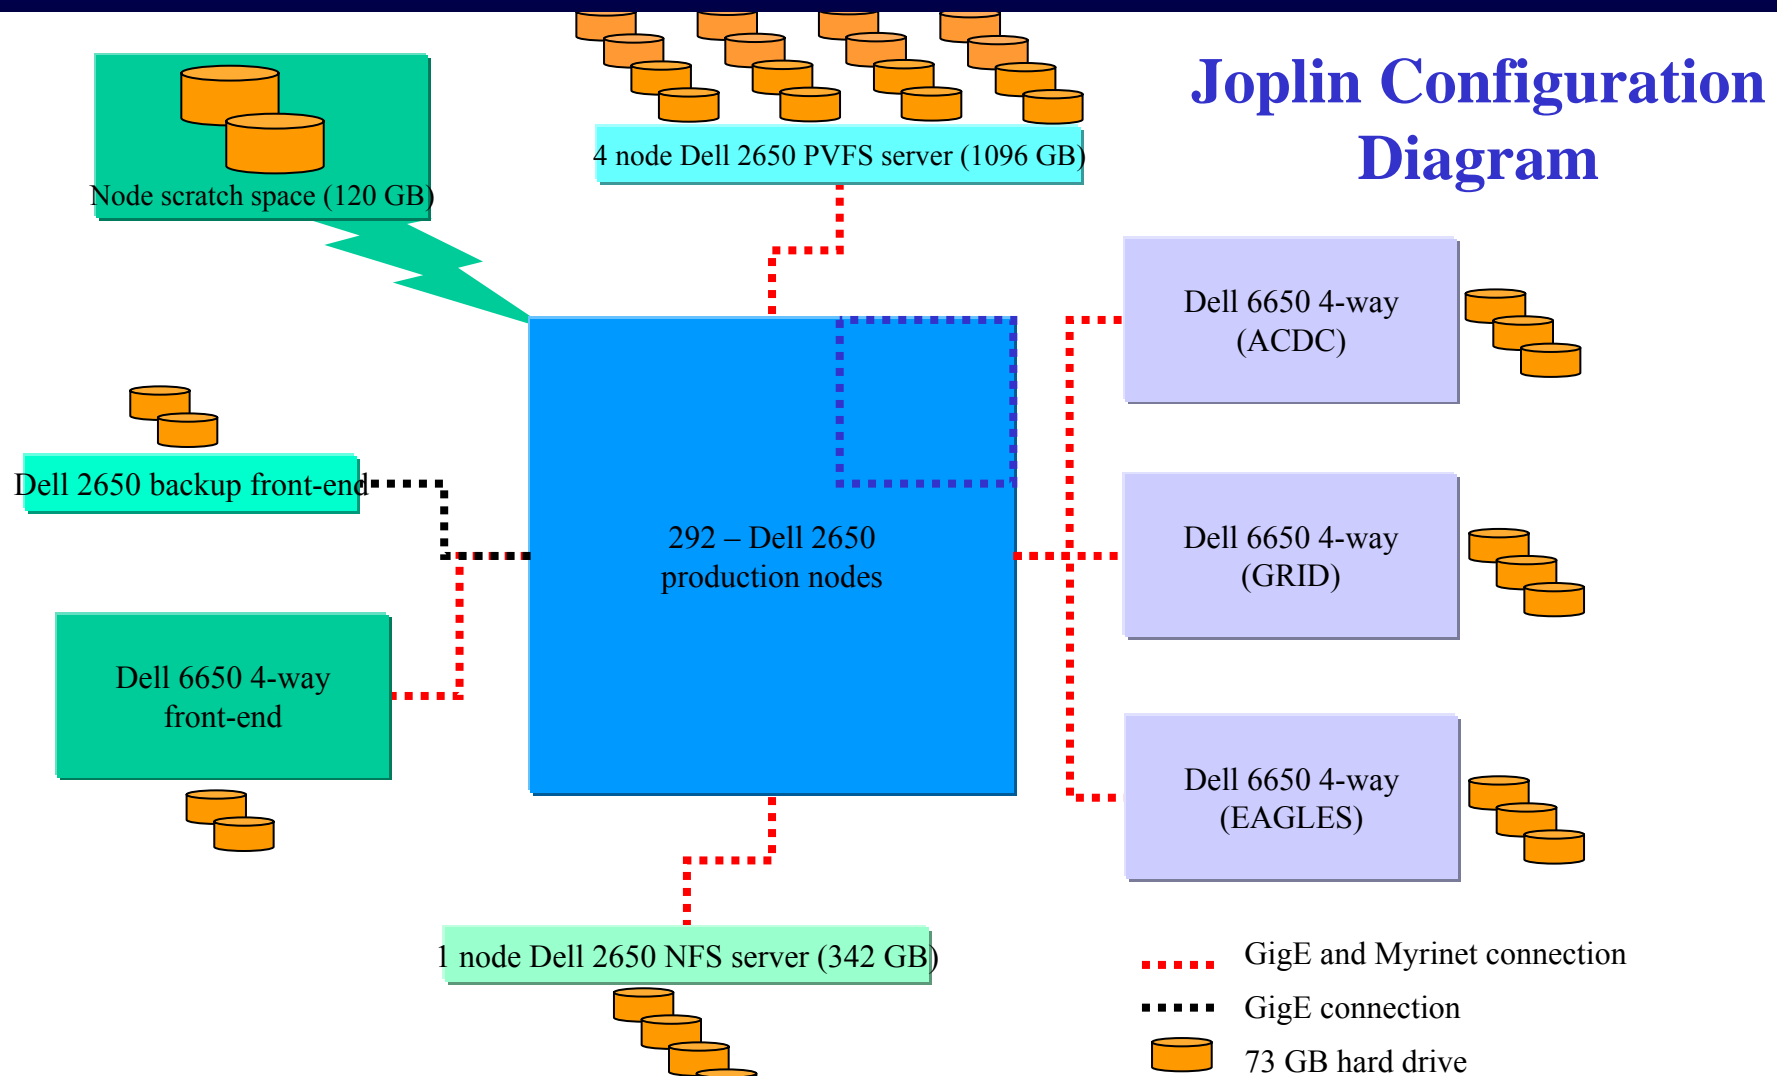 Joplin Configuration
Diagram
4 node Dell 2650 PVFS server (1096 GB)
Node scratch space (120 GB)
Dell 6650 4-way
(ACDC)
Dell 2650 backup front-end
292 – Dell 2650
production nodes
Dell 6650 4-way
(GRID)
Dell 6650 4-way
front-end
Dell 6650 4-way
(EAGLES)
1 node Dell 2650 NFS server (342 GB)
GigE and Myrinet connection
GigE connection
73 GB hard drive